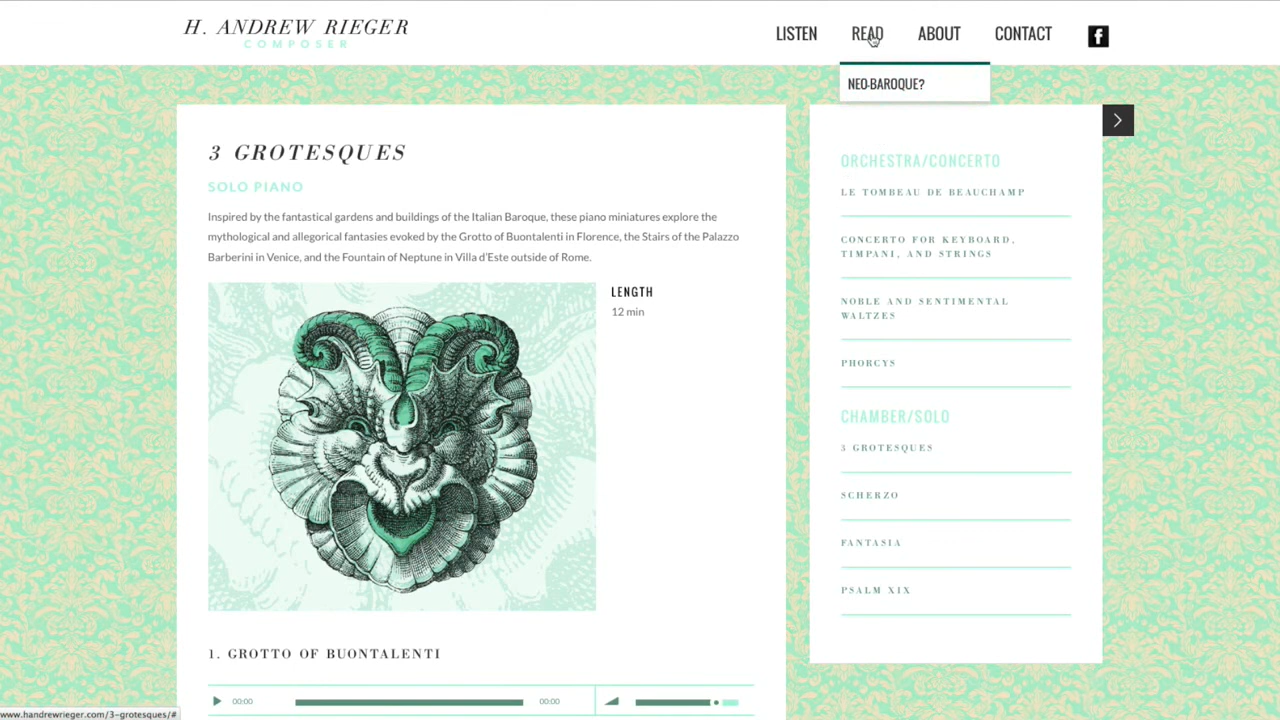 H. ANDREW RIEGER
COMPOSER
LISTEN READ ABOUT CONTACT f
NEO-BAROQUE?
3 GROTESQUES
SOLO PIANO
Inspired by the fantastical gardens and buildings of the Italian Baroque, these piano miniatures explore the
mythological and allegorical fantasies evoked by the Grotto of Buontalenti in Florence, the Stairs of the Palazzo
Barberini in Venice, and the Fountain of Neptune in Villa d'Este outside of Rome.
LENGTH
12 min
1. GROTTO OF BUONTALENTI
00:00 00:00
ORCHESTRA/CONCERTO
LE TOMBEAU DE BEAUCHAMP
CONCERTO FOR KEYBOARD,
TIMPANI, AND STRINGS
NOBLE AND SENTIMENTAL
WALTZES
PHORCYS
CHAMBER/SOLO
3 GROTESQUES
SCHERZO
FANTASIA
PSALM XIX
www.handrewrieger.com/3-grotesques/#